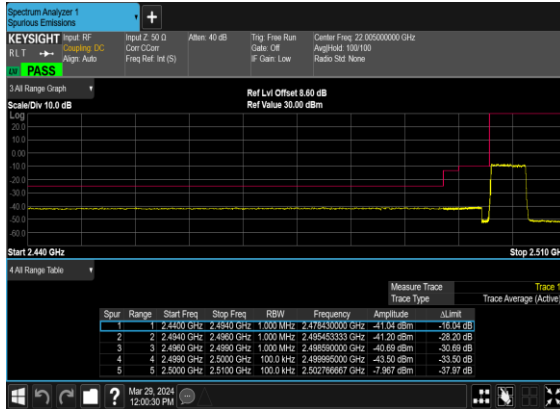 Spectrum Analyzer 1
Spurious Emissions
KEYSIGHT Input: RF Input Z: 50 Ω Atten: 40 dB Trig: Free Run Center Freq: 22.005000000 GHz
RLT Coupling: DC Corr CCorr Gate: Off Avg|Hold: 100/100
Align: Auto Freq Ref: Int (S) IF Gain: Low Radio Std: None
PASS
3 All Range Graph
Ref Lvl Offset 8.60 dB
Scale/Div 10.0 dB Ref Value 30.00 dBm
Log
20.0
10.0
0.00
-10.0
-20.0
-30.0
-40.0
-50.0
-60.0
Start 2.440 GHz Stop 2.510 GH
4 All Range Table
Measure Trace Trace 1
Trace Type Trace Average (Active)
Spur Range Start Freq Stop Freq RBW Frequency Amplitude ΔLimit
1 1 2.4400 GHz 2.4940 GHz 1.000 MHz 2.478430000 GHz -41.04 dBm -16.04 dB
2 2 2.4940 GHz 2.4960 GHz 1.000 MHz 2.495453333 GHz -41.20 dBm -28.20 dB
3 3 2.4960 GHz 2.4990 GHz 1.000 MHz 2.498590000 GHz -40.69 dBm -30.69 dB
4 4 2.4990 GHz 2.5000 GHz 100.0 kHz 2.499995000 GHz -43.50 dBm -33.50 dB
5 5 2.5000 GHz 2.5100 GHz 100.0 kHz 2.502766667 GHz -7.967 dBm -37.97 dB
Mar 29, 2024
12:00:30 PM